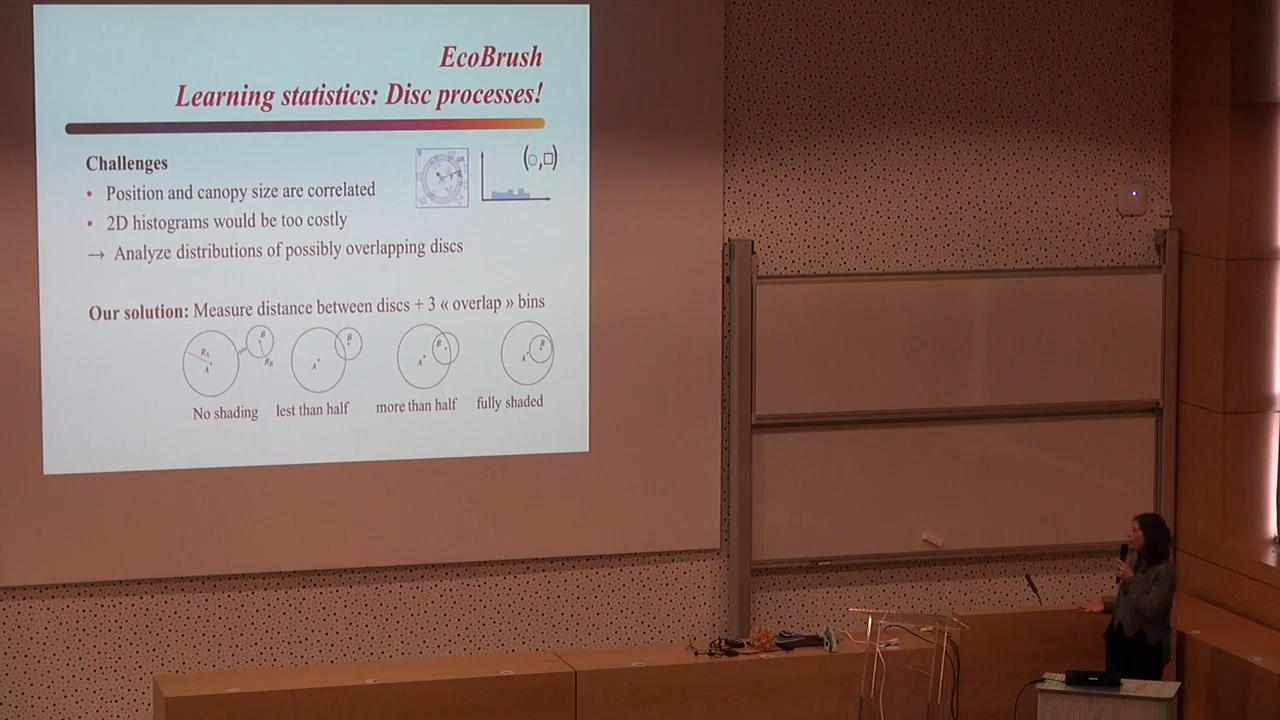 EcoBrush
Learning statistics: Disc processes!
Challenges
• Position and canopy size are correlated
• 2D histograms would be too costly
→ Analyze distributions of possibly overlapping discs
Our solution: Measure distance between discs + 3 « overlap » bins
R_A A B R_B
A B
A B
A B
No shading lest than half more than half fully shaded